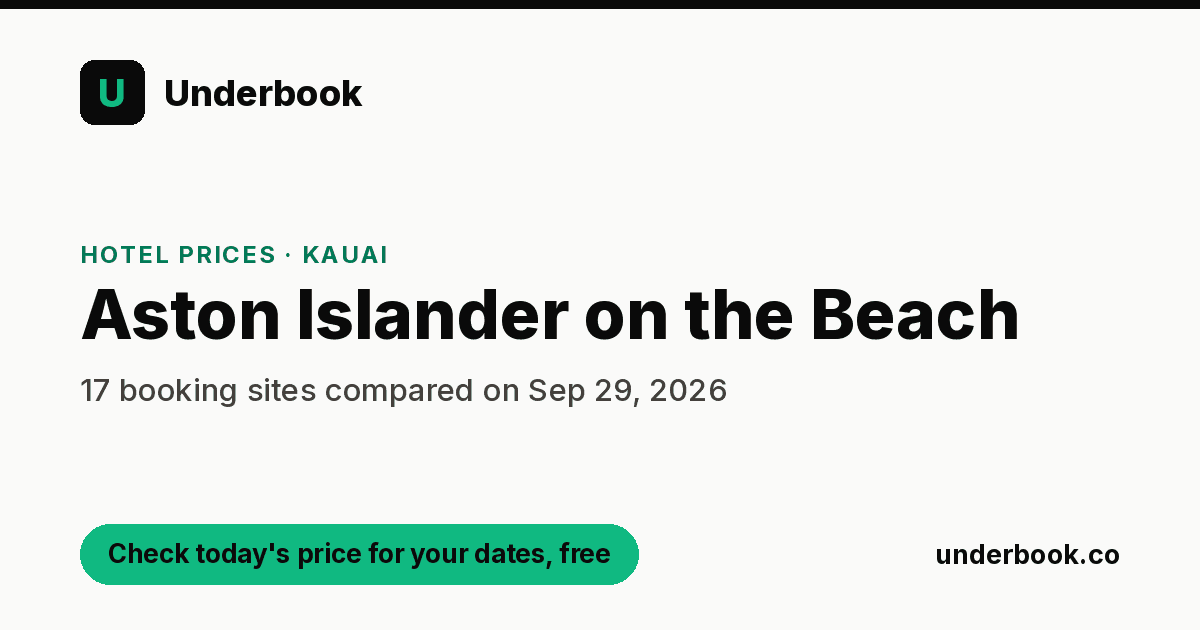 U Underbook
HOTEL PRICES · KAUAI
Aston Islander on the Beach
17 booking sites compared on Sep 29, 2026
Check today's price for your dates, free
underbook.co